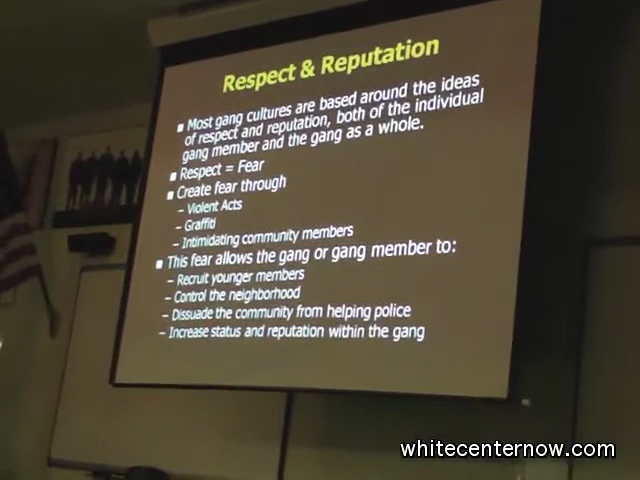 Respect & Reputation
■ Most gang cultures are based around the ideas
of respect and reputation, both of the individual
gang member and the gang as a whole.
■ Respect = Fear
■ Create fear through
– Violent Acts
– Graffiti
– Intimidating community members
■ This fear allows the gang or gang member to:
– Recruit younger members
– Control the neighborhood
– Dissuade the community from helping police
– Increase status and reputation within the gang
whitecenternow.com